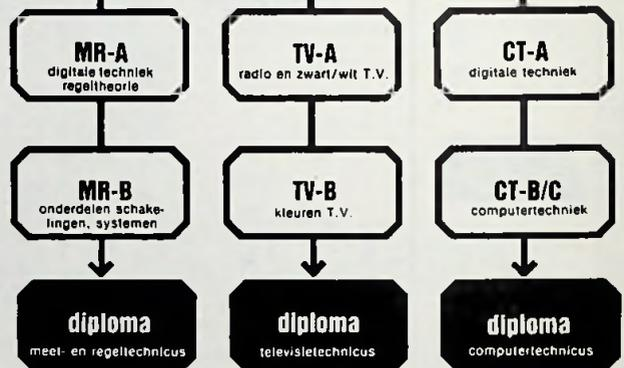 MR-A
digitale techniek
regeltheorie
TV-A
radio en zwart/wit T.V.
CT-A
digitale techniek
MR-B
onderdelen schake-
lingen, systemen
TV-B
kleuren T.V.
CT-B/C
computertechniek
diploma
meet- en regeltechnicus
diploma
televisietechnicus
diploma
computertechnicus